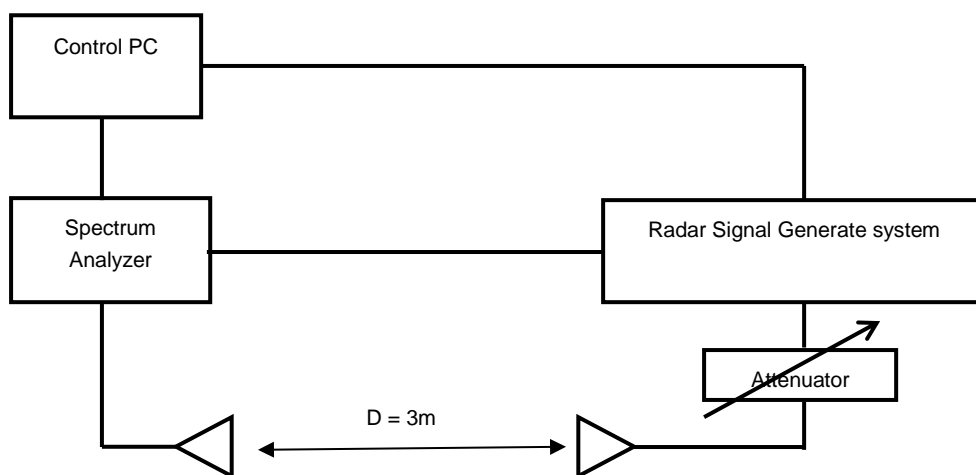 Control PC
Spectrum
Analyzer
Radar Signal Generate system
Attenuator
D = 3m